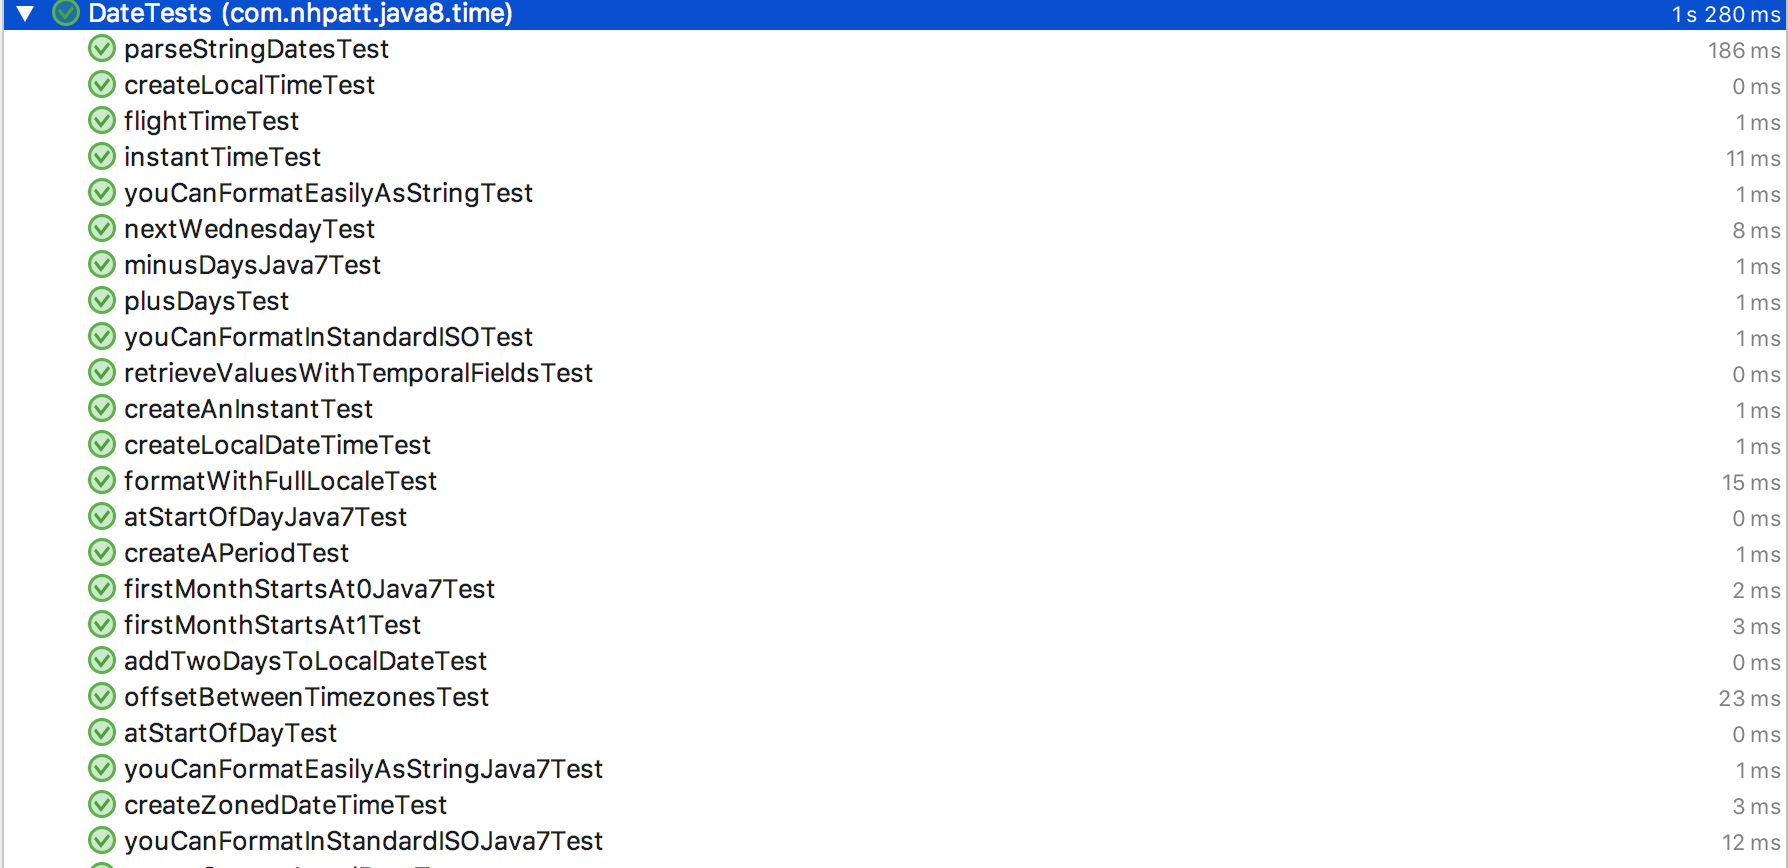 DateTests (com.nhpatt.java8.time) 1 s 280 ms
parseStringDatesTest 186 ms
createLocalTimeTest 0 ms
flightTimeTest 1 ms
instantTimeTest 11 ms
youCanFormatEasilyAsStringTest 1 ms
nextWednesdayTest 8 ms
minusDaysJava7Test 1 ms
plusDaysTest 1 ms
youCanFormatInStandardISOTest 1 ms
retrieveValuesWithTemporalFieldsTest 0 ms
createAnInstantTest 1 ms
createLocalDateTimeTest 1 ms
formatWithFullLocaleTest 15 ms
atStartOfDayJava7Test 0 ms
createAPeriodTest 1 ms
firstMonthStartsAt0Java7Test 2 ms
firstMonthStartsAt1Test 3 ms
addTwoDaysToLocalDateTest 0 ms
offsetBetweenTimezonesTest 23 ms
atStartOfDayTest 0 ms
youCanFormatEasilyAsStringJava7Test 1 ms
createZonedDateTimeTest 3 ms
youCanFormatInStandardISOJava7Test 12 ms